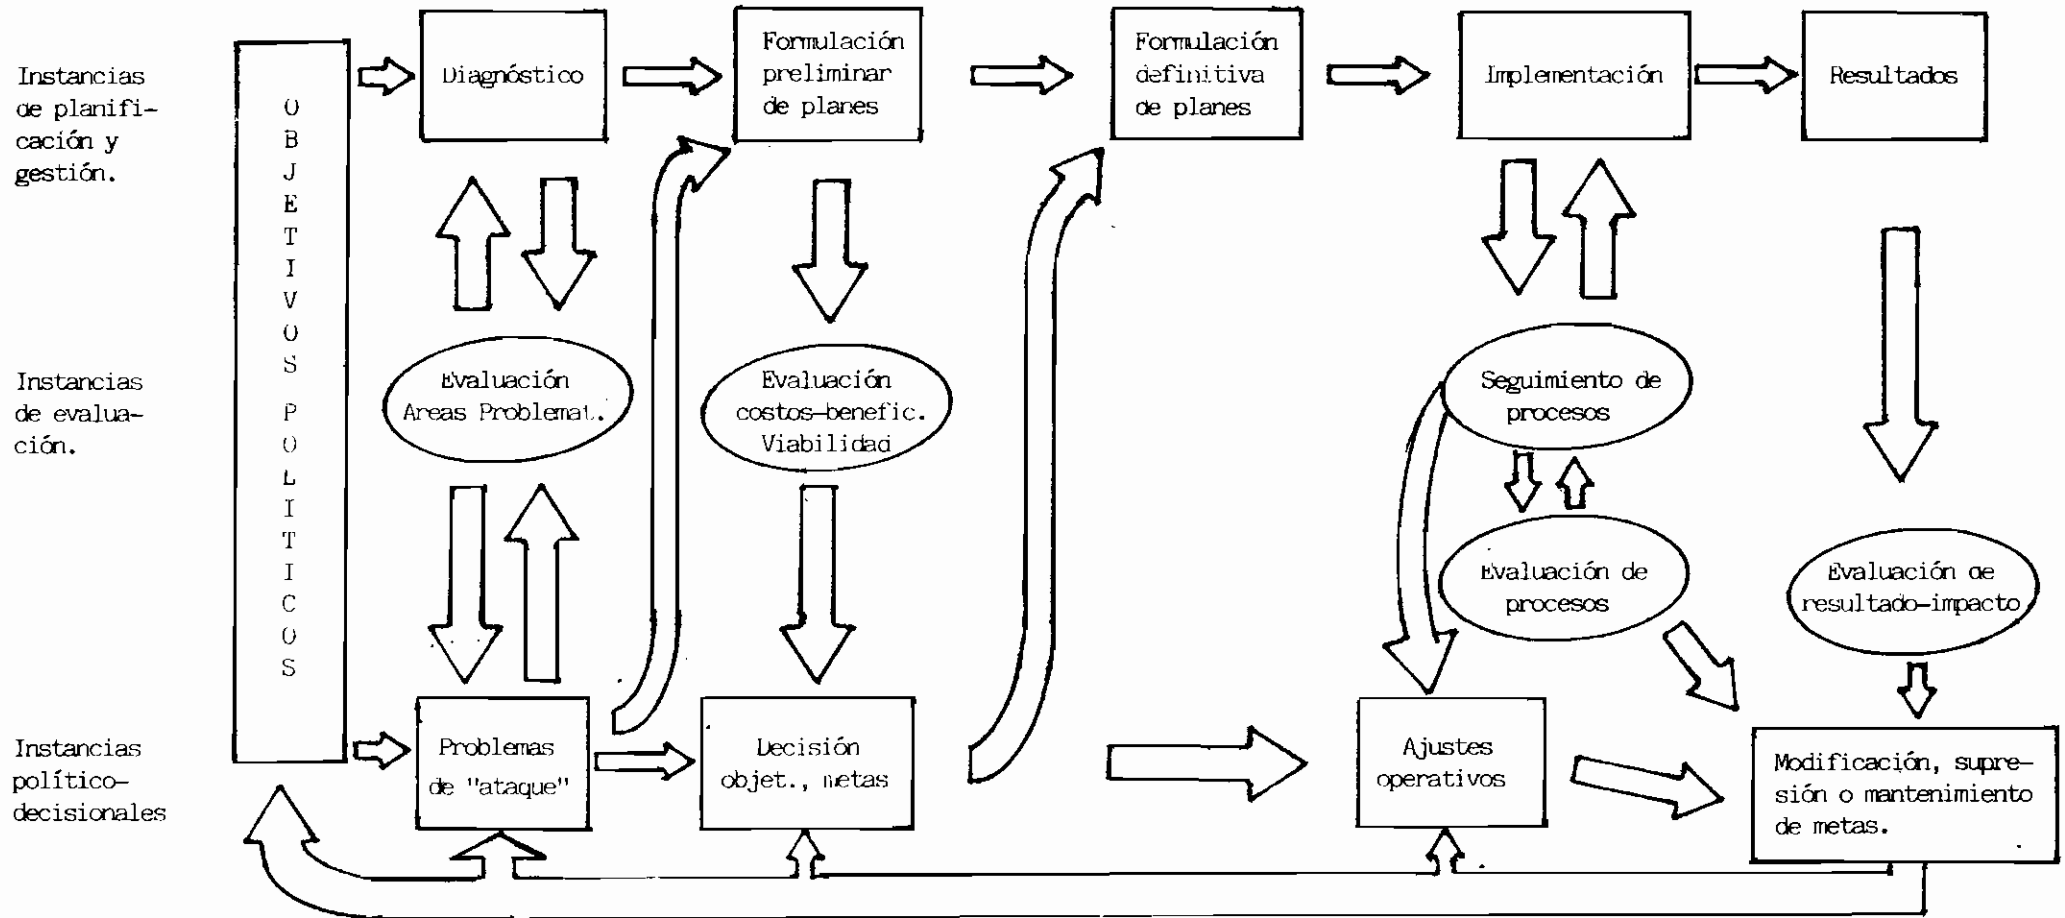 Instancias
de planifi-
cación y
gestión.
OBJETIVOS POLITICOS
Diagnóstico
Formulación
preliminar
de planes
Formulación
definitiva
de planes
Implementación
Resultados
Instancias
de evalua-
ción.
Evaluación
Areas Problemat.
Evaluación
costos-benefic.
Viabilidad
Seguimiento de
procesos
Evaluación de
procesos
Evaluación de
resultado-impacto
Instancias
político-
decisionales
Problemas
de "ataque"
Decisión
objet., metas
Ajustes
operativos
Modificación, supre-
sión o mantenimiento
de metas.